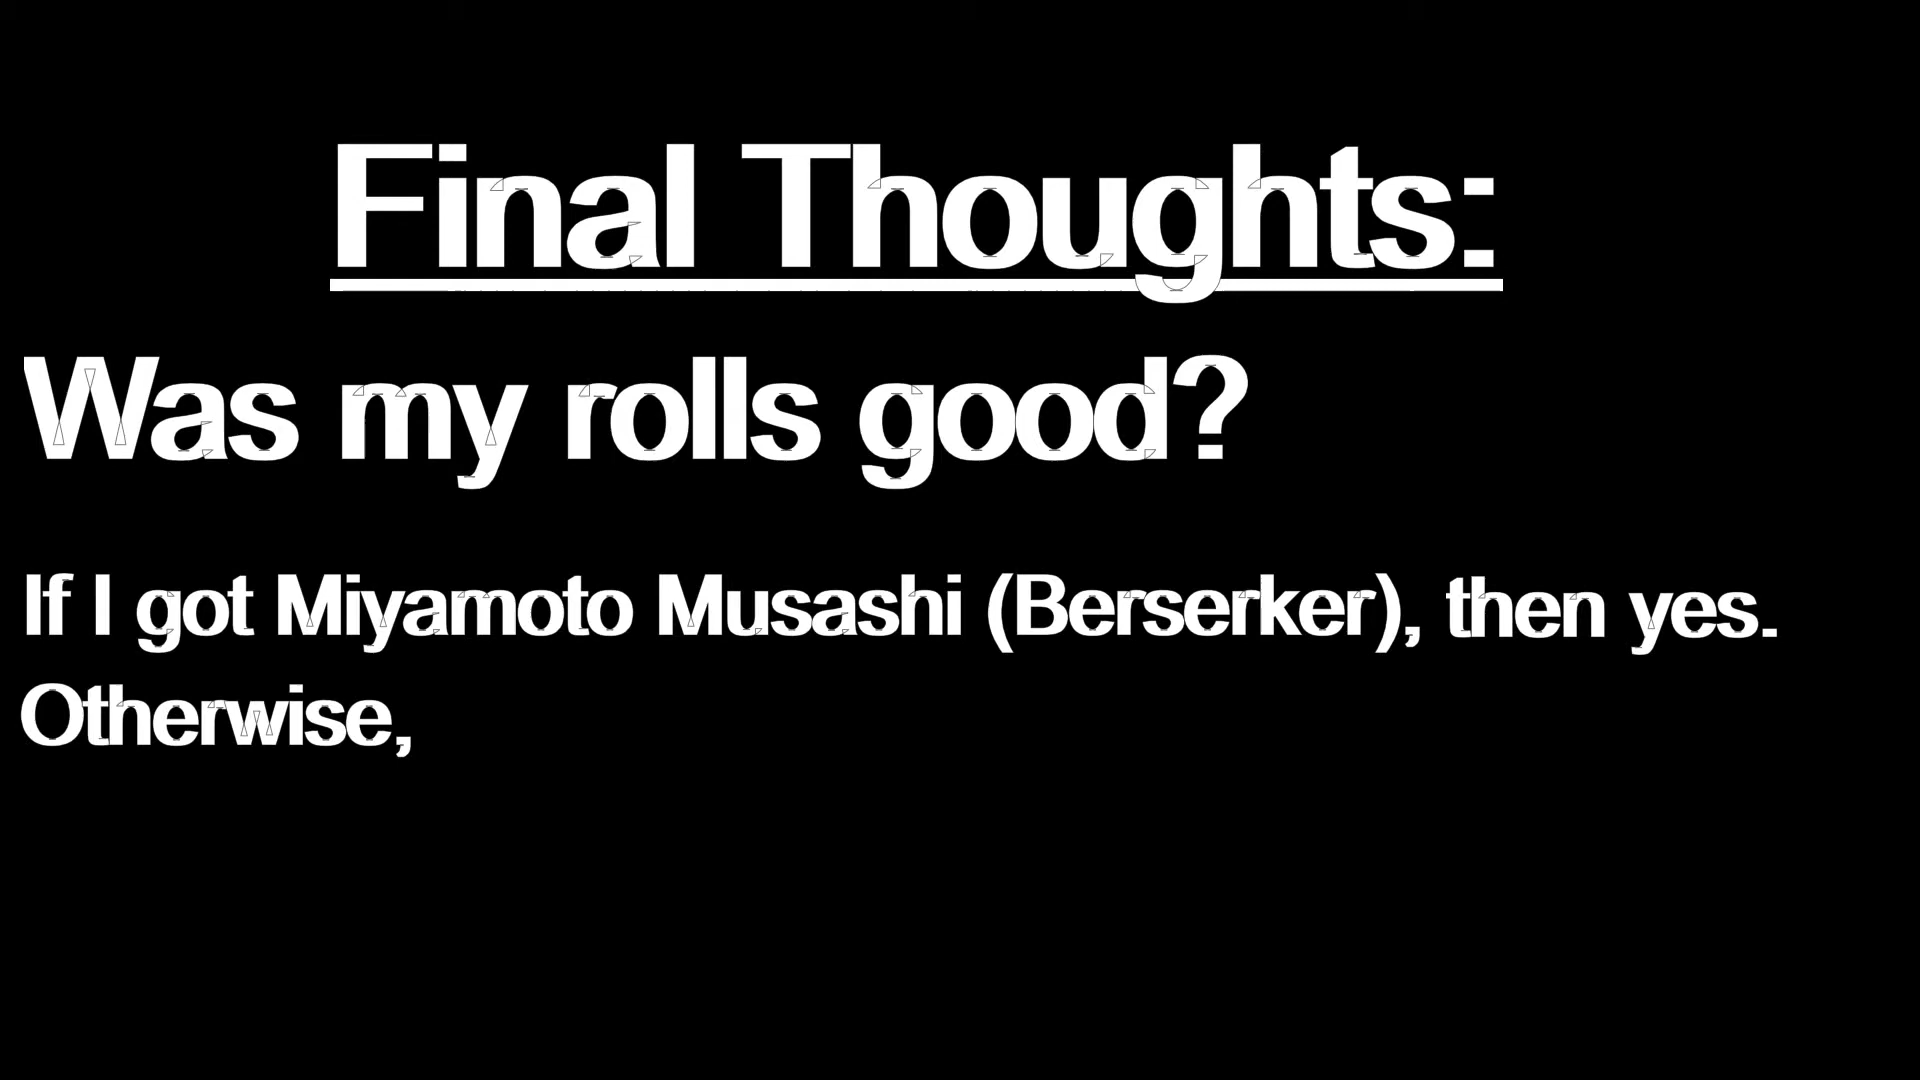 Final Thoughts:
Was my rolls good?
If I got Miyamoto Musashi (Berserker), then yes.
Otherwise,